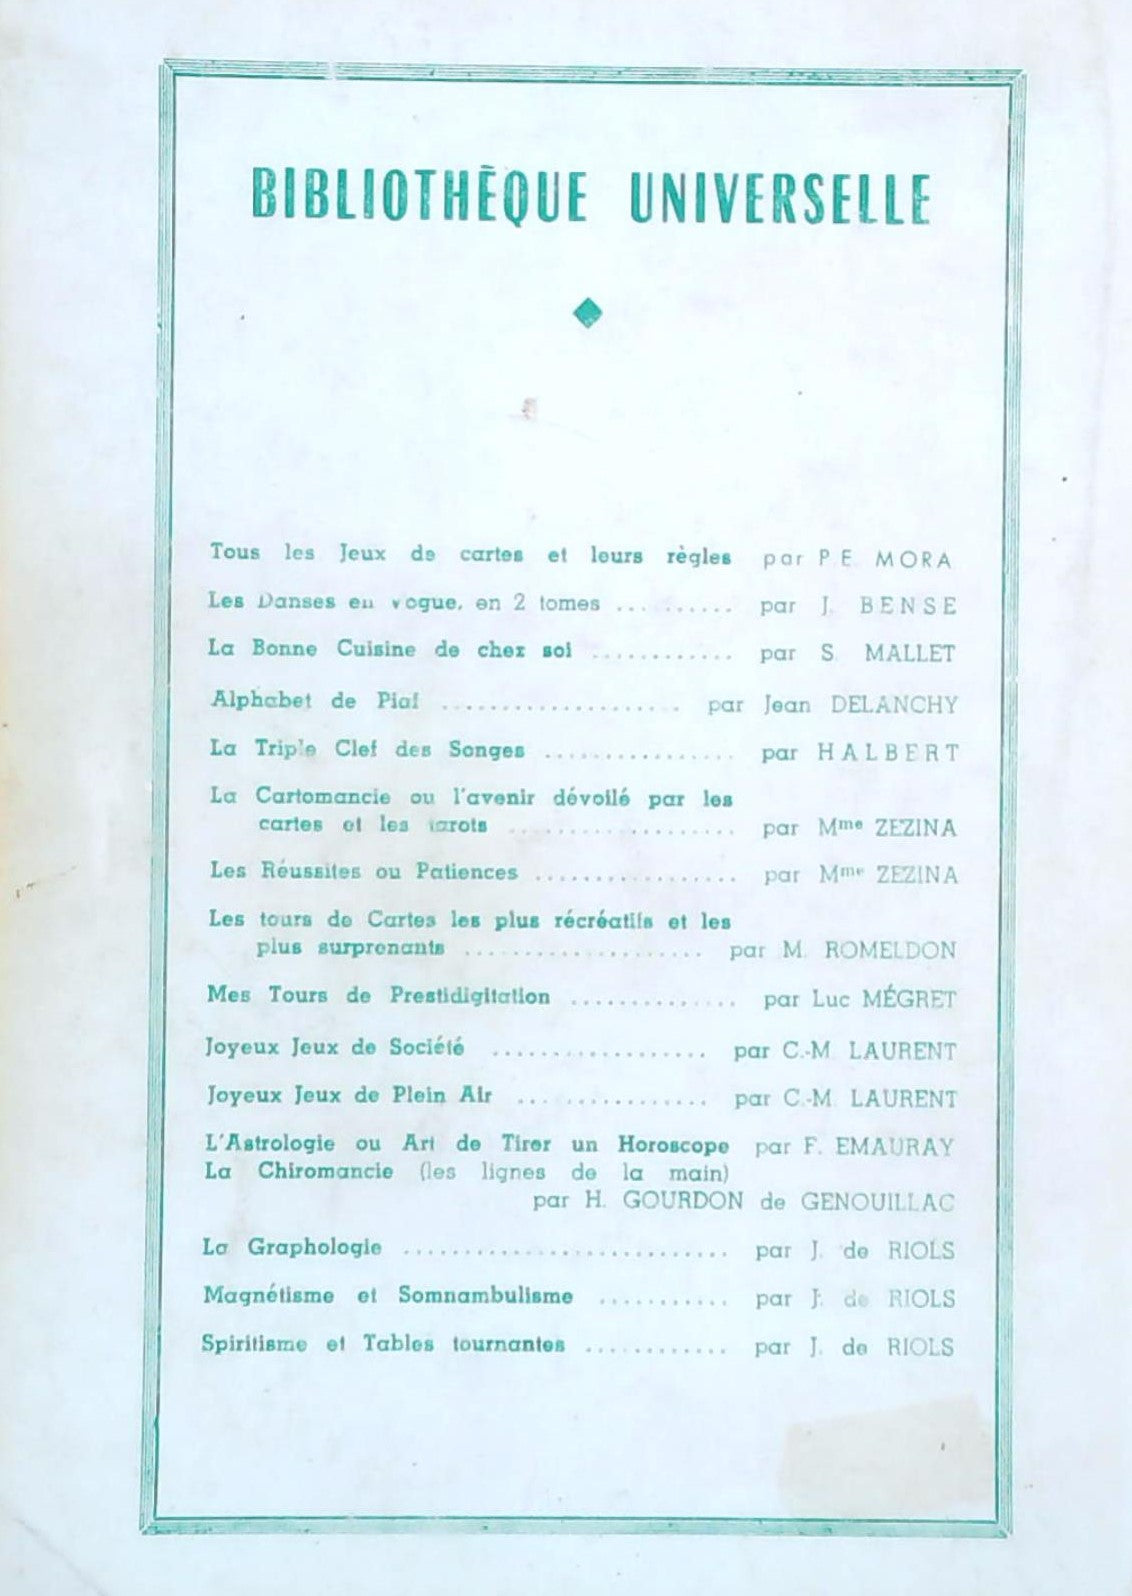 BIBLIOTHÈQUE UNIVERSELLE
Tous les Jeux de cartes et leurs règles par P. E. MORA
Les Danses en vogue, en 2 tomes .......... par J. BENSE
La Bonne Cuisine de chez soi ............ par S. MALLET
Alphabet de Piaf .................... par Jean DELANCHY
La Triple Clef des Songes ................ par HALBERT
La Cartomancie ou l'avenir dévoilé par les
cartes et les tarots ................... par Mme ZEZINA
Les Réussites ou Patiences ................. par Mme ZEZINA
Les tours de Cartes les plus récréatifs et les
plus surprenants .................... par M. ROMELDON
Mes Tours de Prestidigitation .............. par Luc MÉGRET
Joyeux Jeux de Société .................. par C.-M. LAURENT
Joyeux Jeux de Plein Air ................ par C.-M. LAURENT
L'Astrologie ou Art de Tirer un Horoscope par F. EMAURAY
La Chiromancie (les lignes de la main)
par H. GOURDON de GENOUILLAC
La Graphologie ........................... par J. de RIOLS
Magnétisme et Somnambulisme ........... par J. de RIOLS
Spiritisme et Tables tournantes ............ par J. de RIOLS